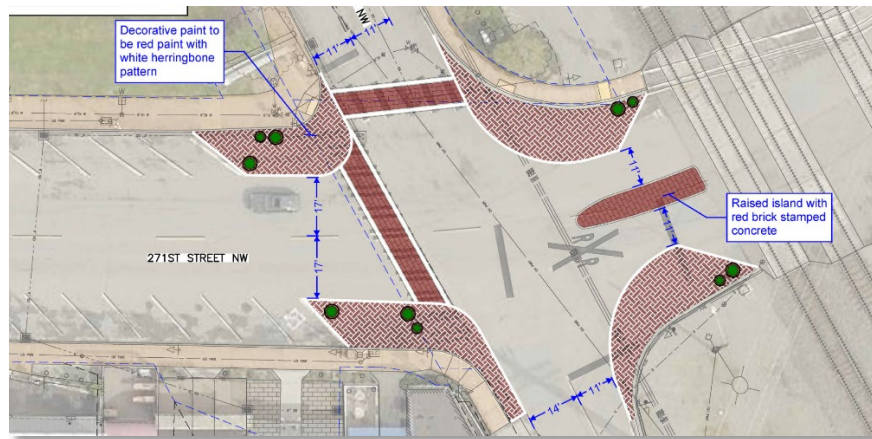 Decorative paint to
be red paint with
white herringbone
pattern
NW
11'
11'
17'
17'
271ST STREET NW
11'
11'
Raised island with
red brick stamped
concrete
14'
11'